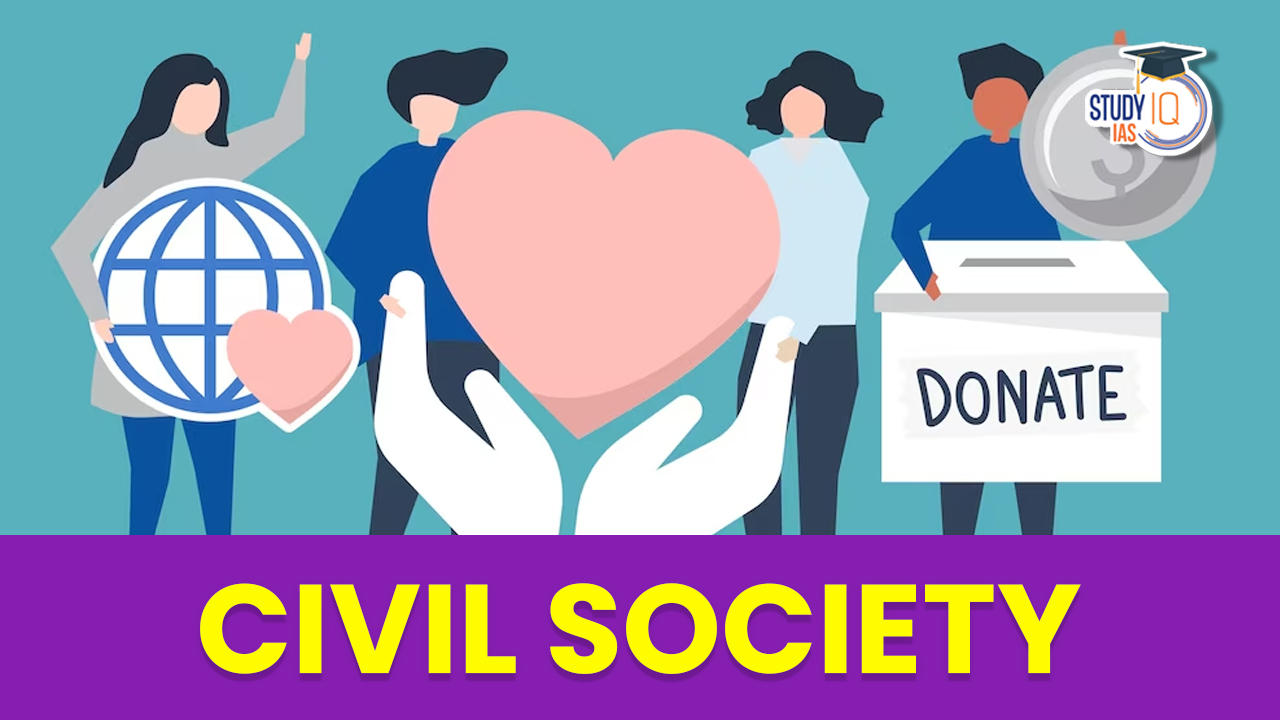 STUDY IQ
IAS
$
DONATE
CIVIL SOCIETY